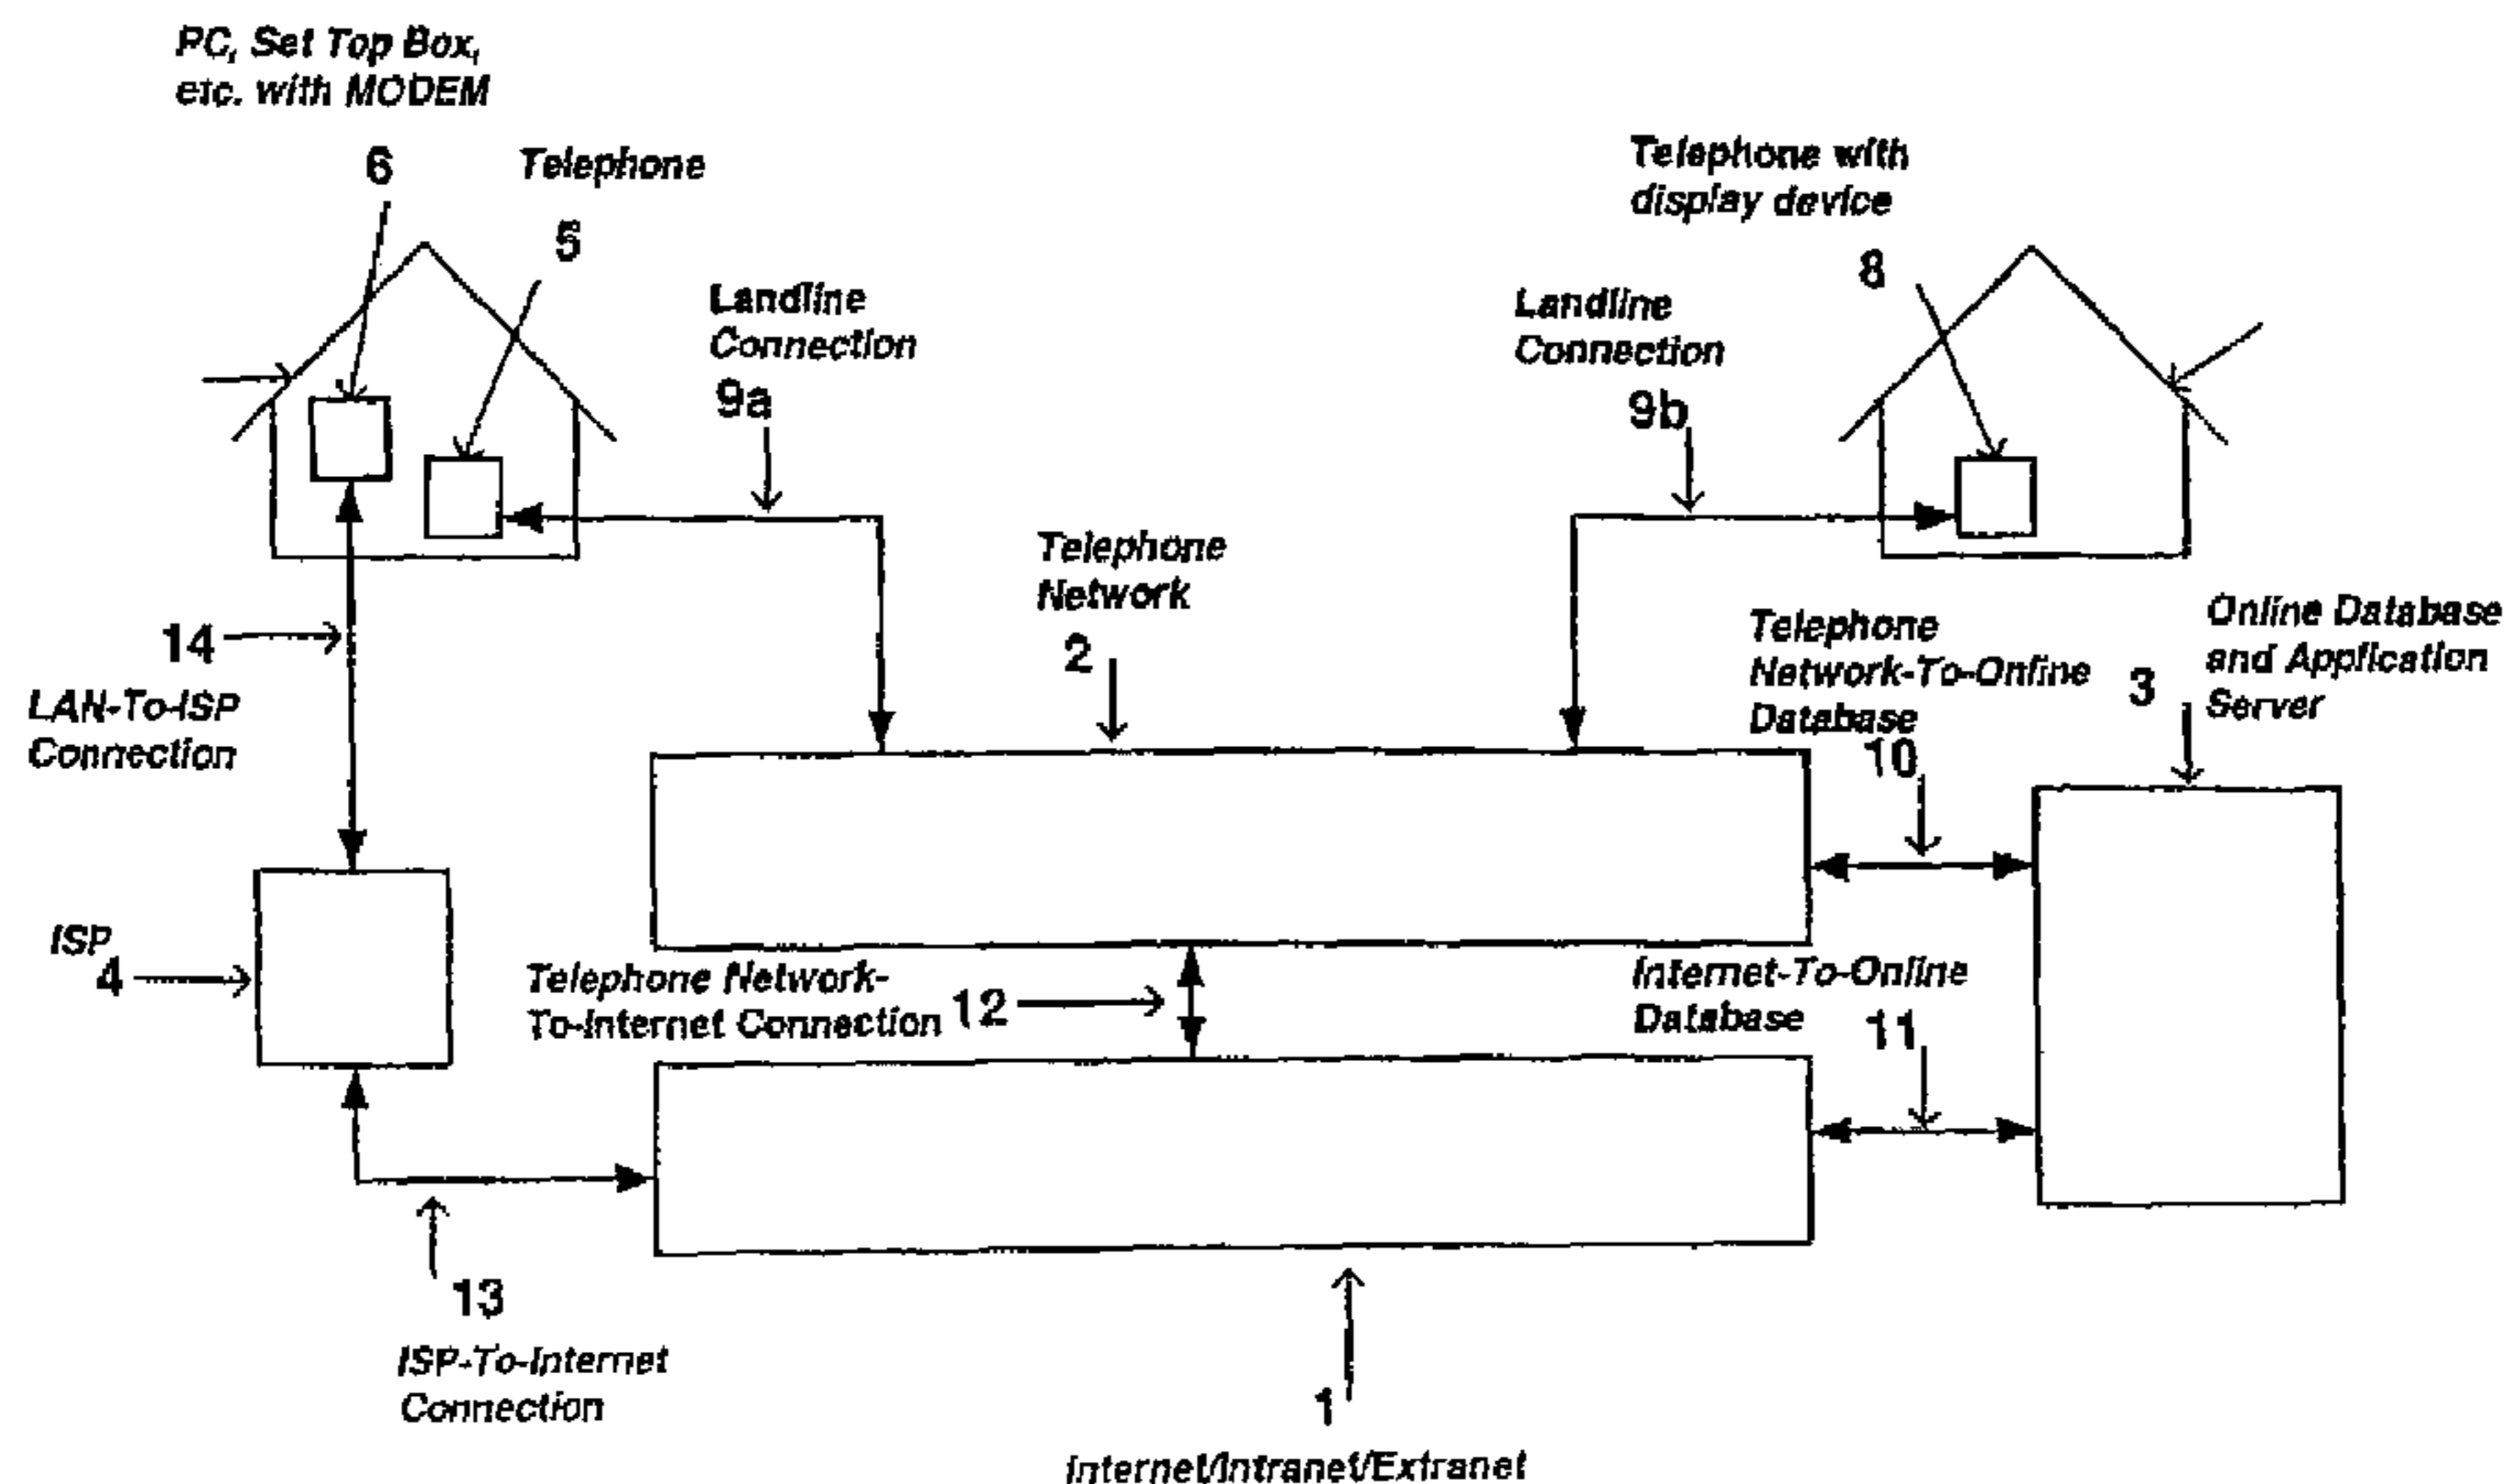 PC, Set Top Box,
etc. with MODEM
6
Telephone
5
Landline
Connection
9a
Telephone with
display device
8
Landline
Connection
9b
Telephone
Network
2
14
LAN-To-ISP
Connection
Telephone
Network-To-Online
Database
10
Online Database
and Application
Server
3
ISP
4
Telephone Network-
To-Internet Connection
12
Internet-To-Online
Database
11
13
ISP-To-Internet
Connection
1
Internet/Intranet/Extranet